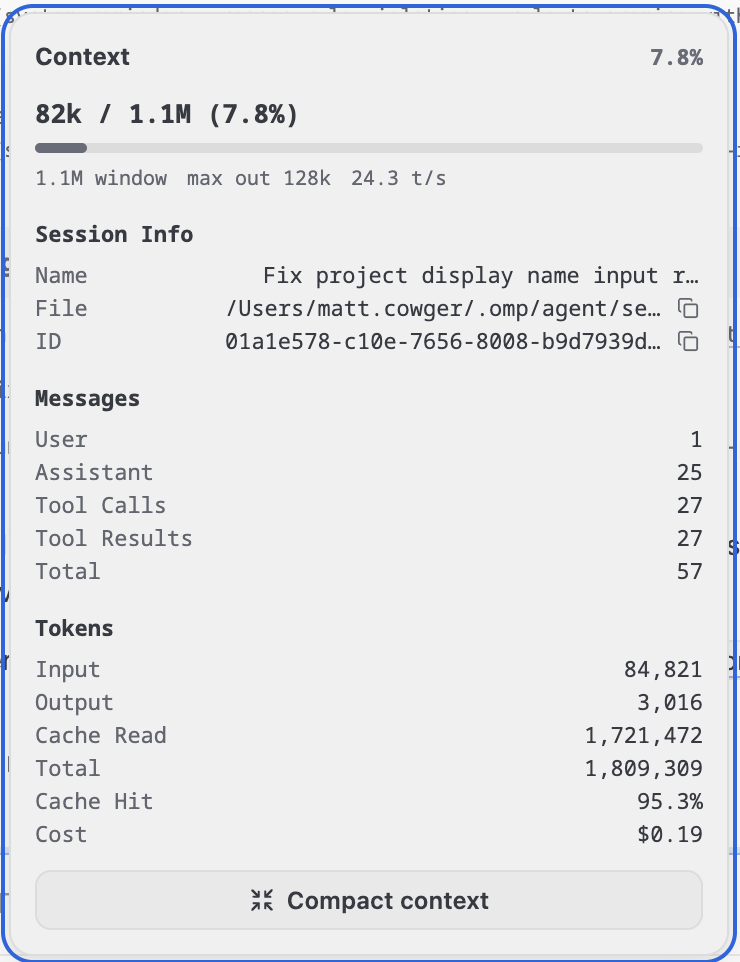 Context 7.8%
82k / 1.1M (7.8%)
1.1M window max out 128k 24.3 t/s
Session Info
Name Fix project display name input r…
File /Users/matt.cowger/.omp/agent/se…
ID 01a1e578-c10e-7656-8008-b9d7939d…
Messages
User 1
Assistant 25
Tool Calls 27
Tool Results 27
Total 57
Tokens
Input 84,821
Output 3,016
Cache Read 1,721,472
Total 1,809,309
Cache Hit 95.3%
Cost $0.19
Compact context